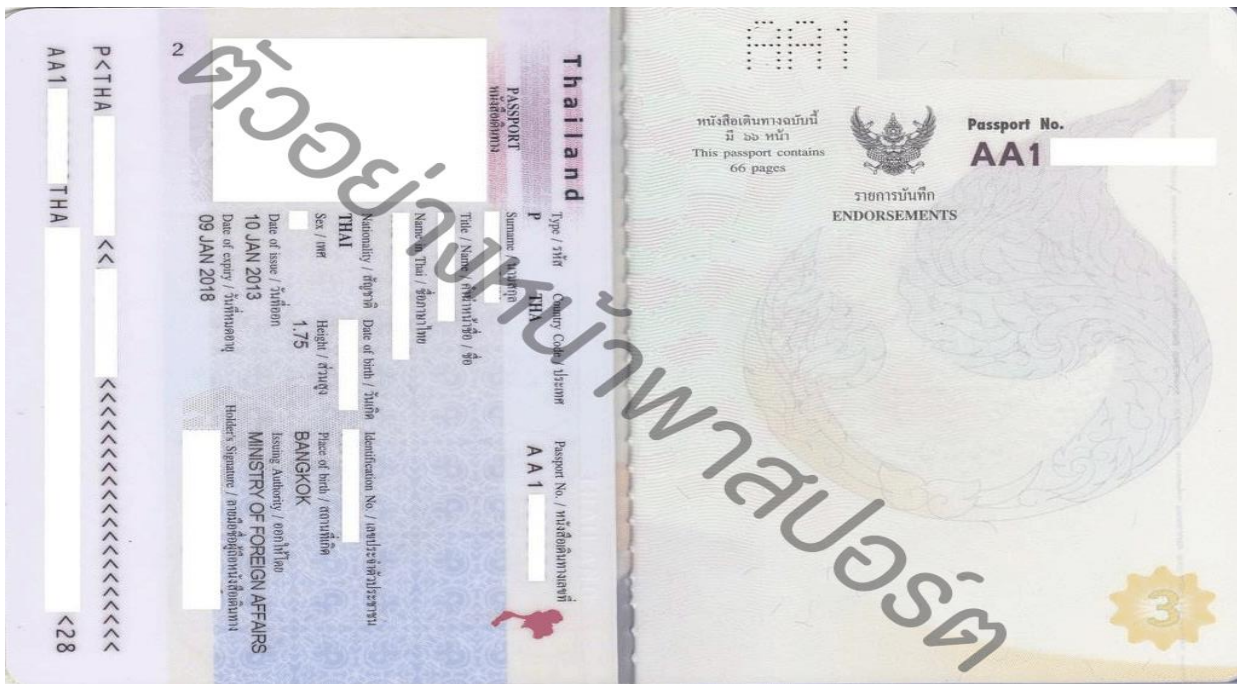 Thailand
PASSPORT
หนังสือเดินทาง
Type / รหัส Country Code / ประเทศ Passport No. / หนังสือเดินทางเลขที่
P THA AA1
Surname / นามสกุล
Title / Name / คำนำหน้าชื่อ / ชื่อ
Name in Thai / ชื่อภาษาไทย
Nationality / สัญชาติ Date of birth / วันเกิด Identification No. / เลขประจำตัวประชาชน
THAI
Sex / เพศ Height / ส่วนสูง Place of birth / สถานที่เกิด
1.75 BANGKOK
Date of issue / วันที่ออก Issuing Authority / ออกให้โดย
10 JAN 2013 MINISTRY OF FOREIGN AFFAIRS
Date of expiry / วันที่หมดอายุ Holder's Signature / ลายมือชื่อผู้ถือหนังสือเดินทาง
09 JAN 2018
2
P<THA << <<<<<<<<<<<<<<<
AA1 THA <28
AA1
หนังสือเดินทางฉบับนี้
มี ๖๖ หน้า
This passport contains
66 pages
Passport No.
AA1
รายการบันทึก
ENDORSEMENTS
3
ตัวอย่างหน้าพาสปอร์ต